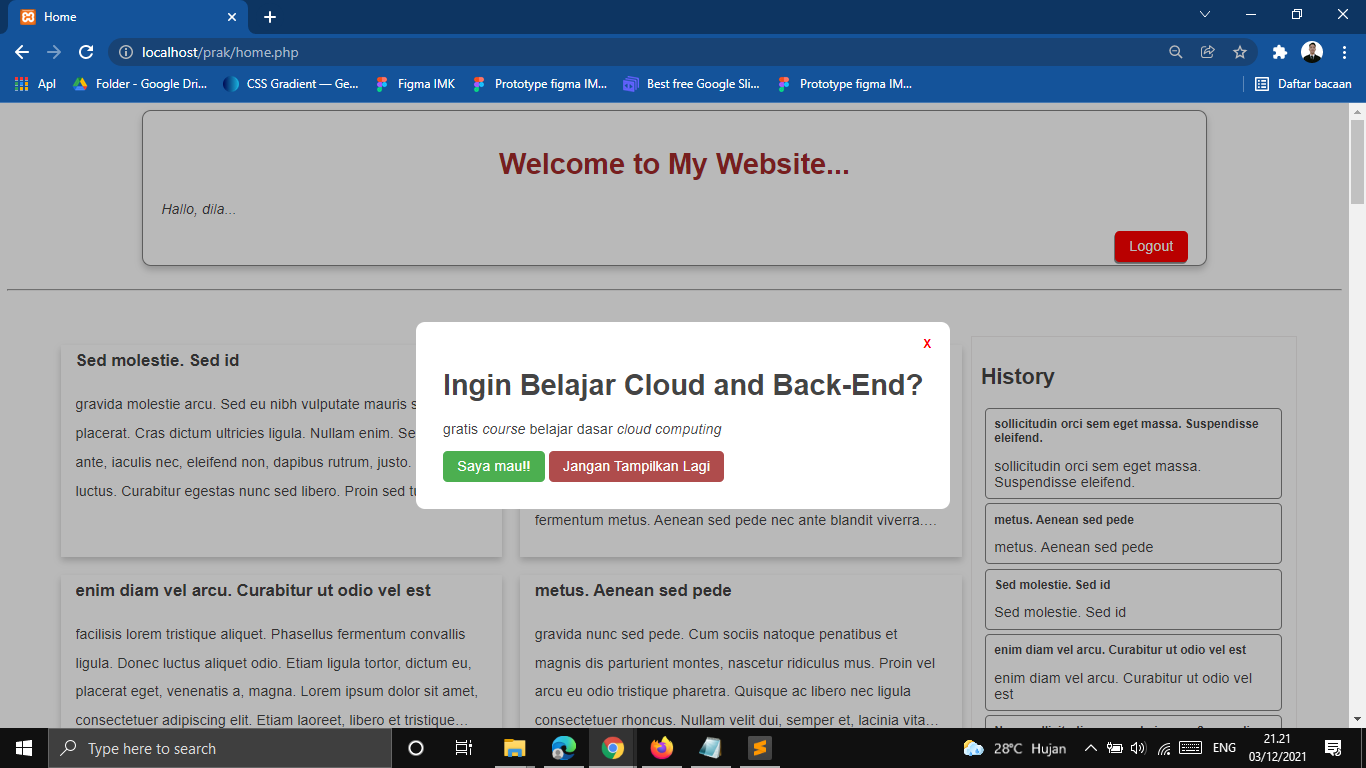 Home
localhost/prak/home.php
Apl
Folder - Google Dri...
CSS Gradient — Ge...
Figma IMK
Prototype figma IM...
Best free Google Sli...
Prototype figma IM...
Daftar bacaan
Welcome to My Website...
Hallo, dila...
Logout
Sed molestie. Sed id
gravida molestie arcu. Sed eu nibh vulputate mauris
placerat. Cras dictum ultricies ligula. Nullam enim. Se
ante, iaculis nec, eleifend non, dapibus rutrum, justo.
luctus. Curabitur egestas nunc sed libero. Proin sed
X
Ingin Belajar Cloud and Back-End?
gratis course belajar dasar cloud computing
Saya mau!!
Jangan Tampilkan Lagi
fermentum metus. Aenean sed pede nec ante blandit viverra....
enim diam vel arcu. Curabitur ut odio vel est
facilisis lorem tristique aliquet. Phasellus fermentum convallis
ligula. Donec luctus aliquet odio. Etiam ligula tortor, dictum eu,
placerat eget, venenatis a, magna. Lorem ipsum dolor sit amet,
consectetuer adipiscing elit. Etiam laoreet, libero et tristique...
metus. Aenean sed pede
gravida nunc sed pede. Cum sociis natoque penatibus et
magnis dis parturient montes, nascetur ridiculus mus. Proin vel
arcu eu odio tristique pharetra. Quisque ac libero nec ligula
consectetuer rhoncus. Nullam velit dui, semper et, lacinia vita...
History
sollicitudin orci sem eget massa. Suspendisse
eleifend.
sollicitudin orci sem eget massa.
Suspendisse eleifend.
metus. Aenean sed pede
metus. Aenean sed pede
Sed molestie. Sed id
Sed molestie. Sed id
enim diam vel arcu. Curabitur ut odio vel est
enim diam vel arcu. Curabitur ut odio vel
est
Type here to search
28°C Hujan
ENG
21.21
03/12/2021